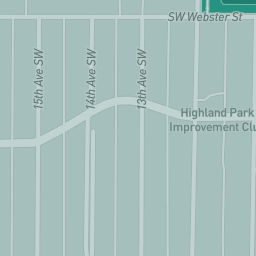 SW Webster St
15th Ave SW
14th Ave SW
13th Ave SW
Highland Park
Improvement Clu